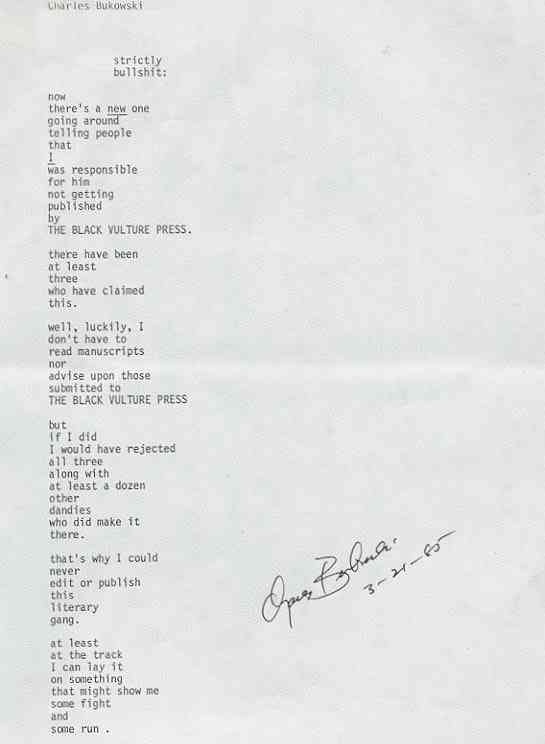 Charles Bukowski
strictly
bullshit:
now
there's a new one
going around
telling people
that
I
was responsible
for him
not getting
published
by
THE BLACK VULTURE PRESS.
there have been
at least
three
who have claimed
this.
well, luckily, I
don't have to
read manuscripts
nor
advise upon those
submitted to
THE BLACK VULTURE PRESS
but
if I did
I would have rejected
all three
along with
at least a dozen
other
dandies
who did make it
there.
that's why I could
never
edit or publish
this
literary
gang.
at least
at the track
I can lay it
on something
that might show me
some fight
and
some run .
Charles Bukowski
3-21-85